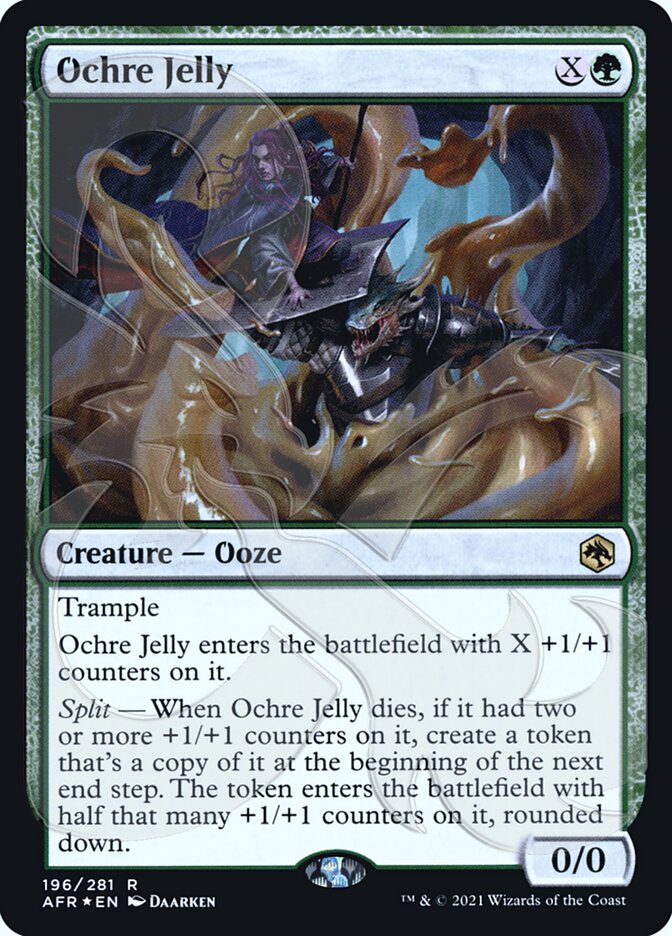 Ochre Jelly X
Creature — Ooze
Trample
Ochre Jelly enters the battlefield with X +1/+1
counters on it.
Split — When Ochre Jelly dies, if it had two
or more +1/+1 counters on it, create a token
that's a copy of it at the beginning of the next
end step. The token enters the battlefield with
half that many +1/+1 counters on it, rounded
down.
0/0
196/281 R
AFR★EN DAARKEN
™ & © 2021 Wizards of the Coast